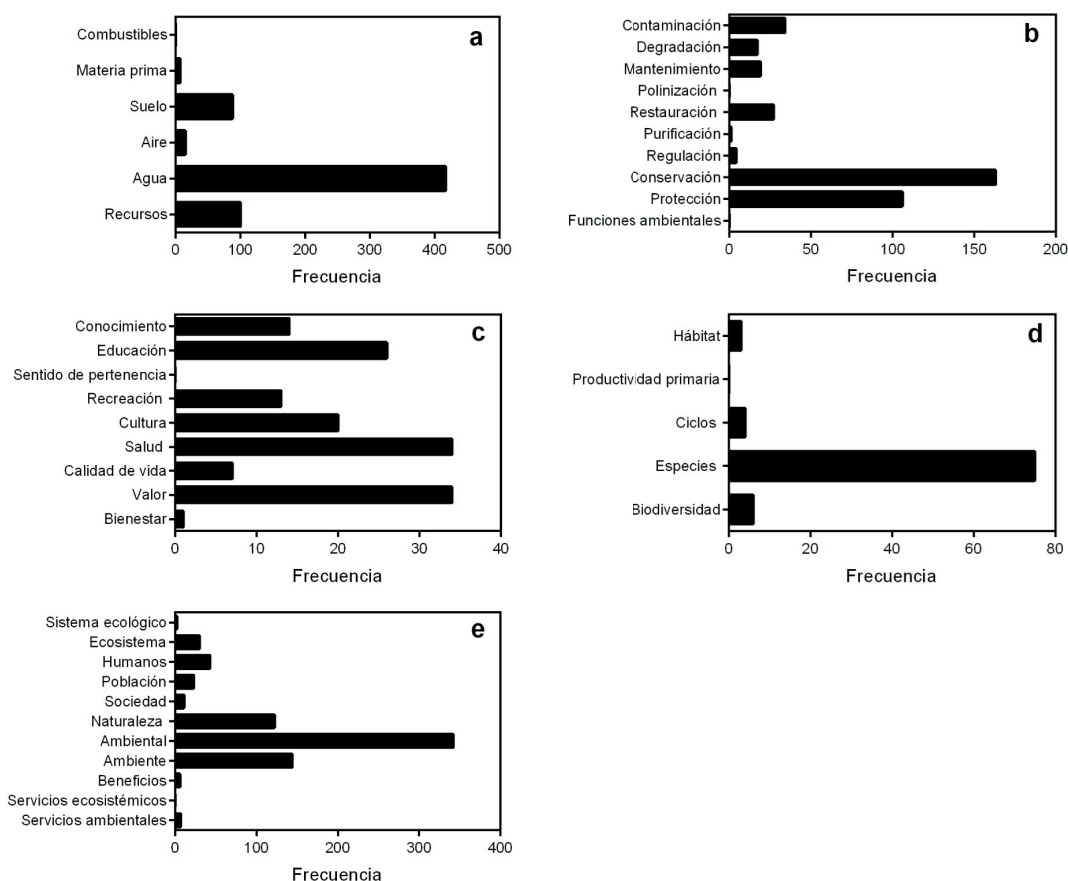 a
Combustibles
Materia prima
Suelo
Aire
Agua
Recursos
0 100 200 300 400 500
Frecuencia
b
Contaminación
Degradación
Mantenimiento
Polinización
Restauración
Purificación
Regulación
Conservación
Protección
Funciones ambientales
0 50 100 150 200
Frecuencia
c
Conocimiento
Educación
Sentido de pertenencia
Recreación
Cultura
Salud
Calidad de vida
Valor
Bienestar
0 10 20 30 40
Frecuencia
d
Hábitat
Productividad primaria
Ciclos
Especies
Biodiversidad
0 20 40 60 80
Frecuencia
e
Sistema ecológico
Ecosistema
Humanos
Población
Sociedad
Naturaleza
Ambiental
Ambiente
Beneficios
Servicios ecosistémicos
Servicios ambientales
0 100 200 300 400
Frecuencia